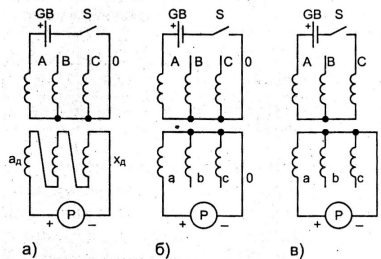 GB S GB S GB S
+ + +
A B C 0 A B C 0 A B C
aд xд a b c 0 a b c
+ P − + P − + P −
а) б) в)